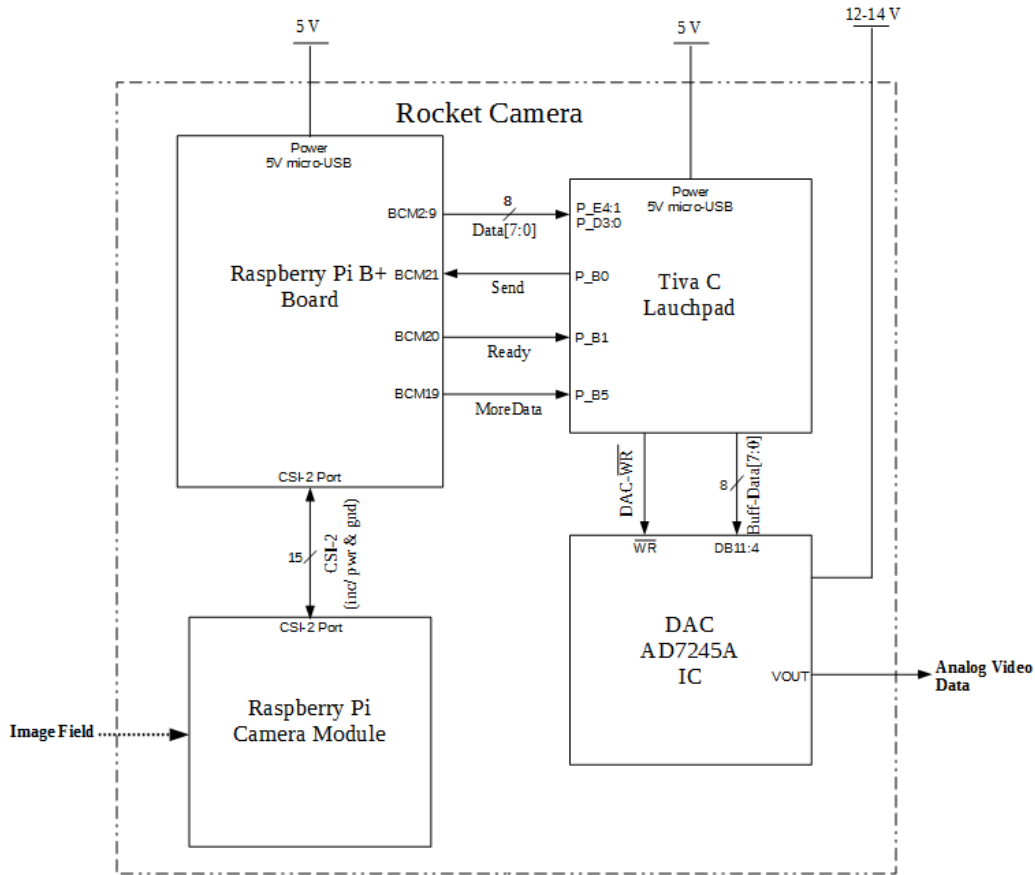 5 V
5 V
12-14 V
Rocket Camera
Power
5V micro-USB
BCM2:9
8
Data[7:0]
P_E4:1
P_D3:0
Power
5V micro-USB
Raspberry Pi B+
Board
BCM21
Send
P_B0
Tiva C
Lauchpad
BCM20
Ready
P_B1
BCM19
MoreData
P_B5
CSI-2 Port
DAC-WR
8
Buff-Data[7:0]
15
CSI-2
(inc/ pwr & gnd)
WR
DB11:4
CSI-2 Port
DAC
AD7245A
IC
VOUT
Analog Video
Data
Raspberry Pi
Camera Module
Image Field